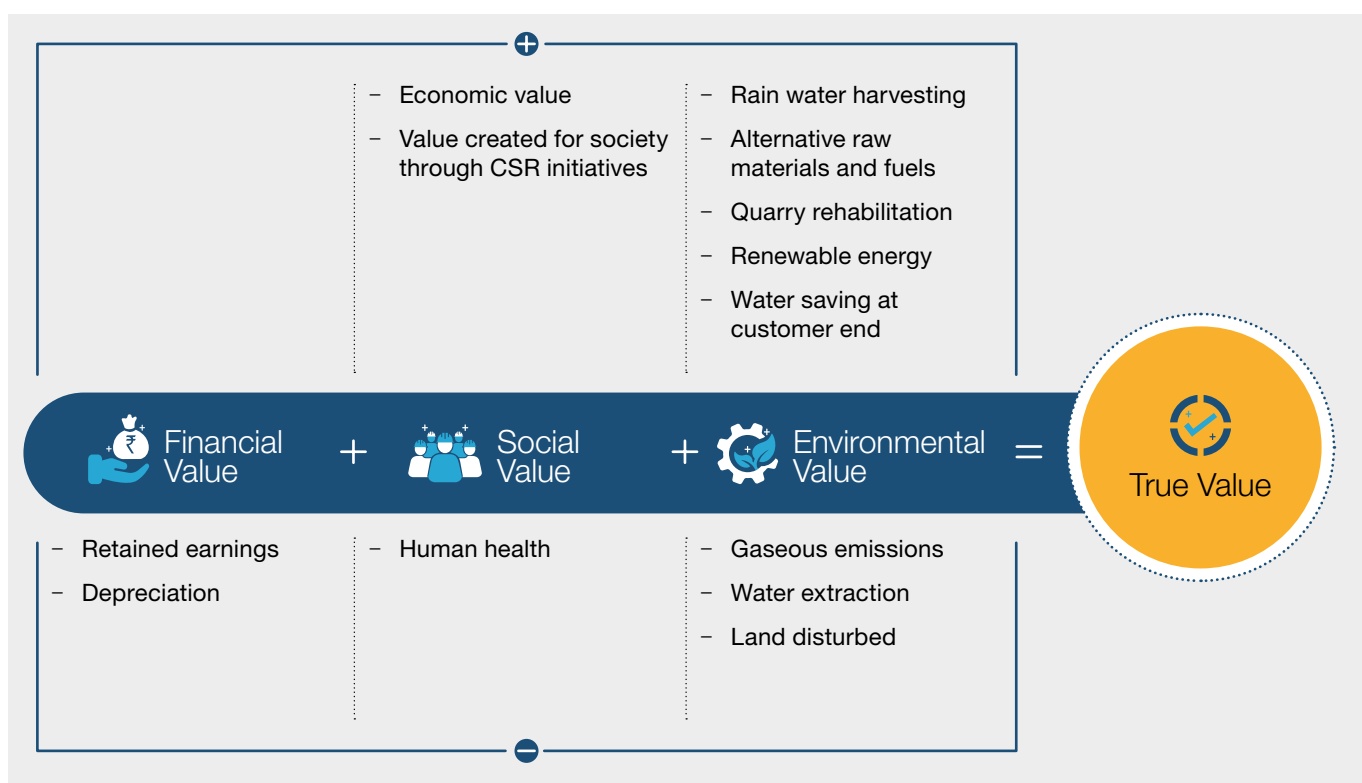 +
– Economic value
– Value created for society
through CSR initiatives
– Rain water harvesting
– Alternative raw
materials and fuels
– Quarry rehabilitation
– Renewable energy
– Water saving at
customer end
₹
Financial
Value
+
Social
Value
+
Environmental
Value
=
True Value
– Retained earnings
– Depreciation
– Human health
– Gaseous emissions
– Water extraction
– Land disturbed
–